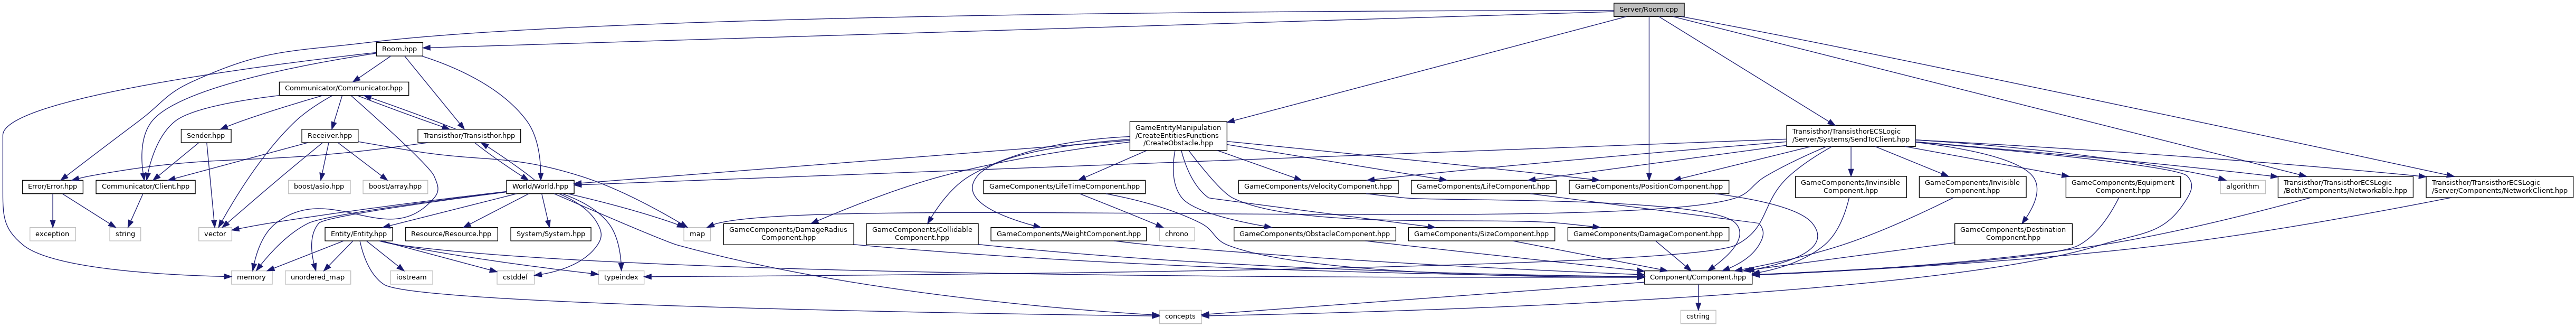 Server/Room.cpp
Room.hpp
Communicator/Communicator.hpp
Sender.hpp
Receiver.hpp
Transisthor/Transisthor.hpp
GameEntityManipulation
/CreateEntitiesFunctions
/CreateObstacle.hpp
Transisthor/TransisthorECSLogic
/Server/Systems/SendToClient.hpp
Error/Error.hpp
Communicator/Client.hpp
boost/asio.hpp
boost/array.hpp
World/World.hpp
GameComponents/LifeTimeComponent.hpp
GameComponents/VelocityComponent.hpp
GameComponents/LifeComponent.hpp
GameComponents/PositionComponent.hpp
GameComponents/Invinsible
Component.hpp
GameComponents/Invisible
Component.hpp
GameComponents/Equipment
Component.hpp
algorithm
Transisthor/TransisthorECSLogic
/Both/Components/Networkable.hpp
Transisthor/TransisthorECSLogic
/Server/Components/NetworkClient.hpp
exception
string
vector
Entity/Entity.hpp
Resource/Resource.hpp
System/System.hpp
map
GameComponents/DamageRadius
Component.hpp
GameComponents/Collidable
Component.hpp
GameComponents/WeightComponent.hpp
chrono
GameComponents/ObstacleComponent.hpp
GameComponents/SizeComponent.hpp
GameComponents/DamageComponent.hpp
GameComponents/Destination
Component.hpp
memory
unordered_map
iostream
cstddef
typeindex
Component/Component.hpp
concepts
cstring